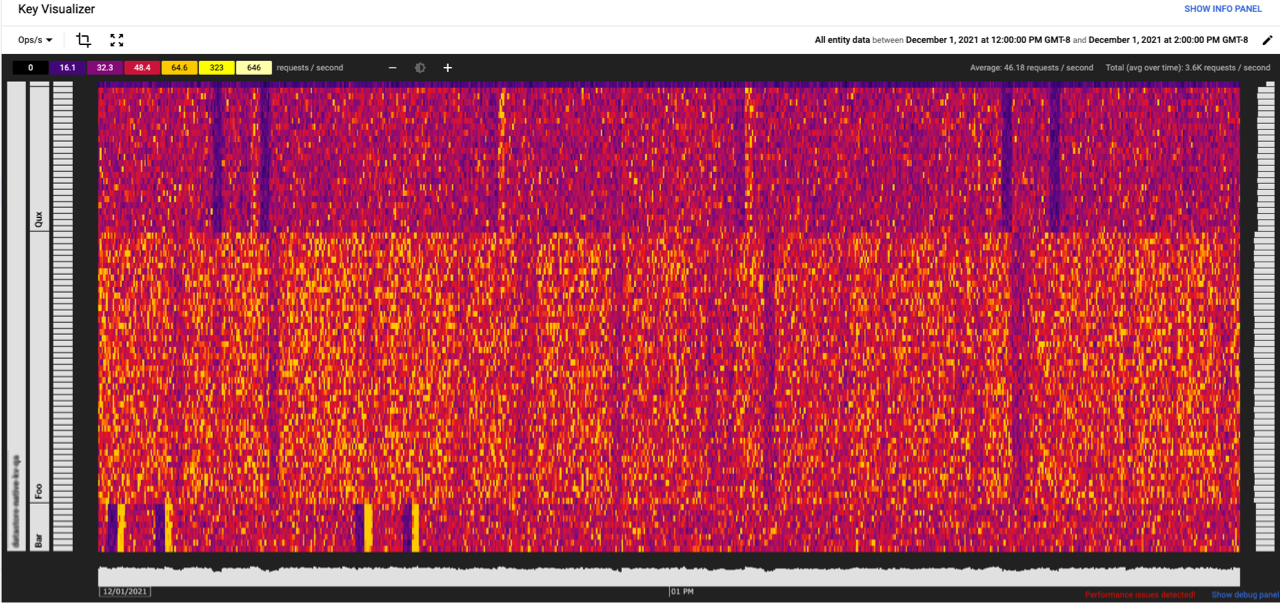 Key Visualizer
SHOW INFO PANEL
Ops/s
All entity data between December 1, 2021 at 12:00:00 PM GMT-8 and December 1, 2021 at 2:00:00 PM GMT-8
0 16.1 32.3 48.4 64.6 323 646 requests / second
Average: 46.18 requests / second Total (avg over time): 3.6K requests / second
Qux
Foo
Bar
12/01/2021
01 PM
Performance issues detected! Show debug panel